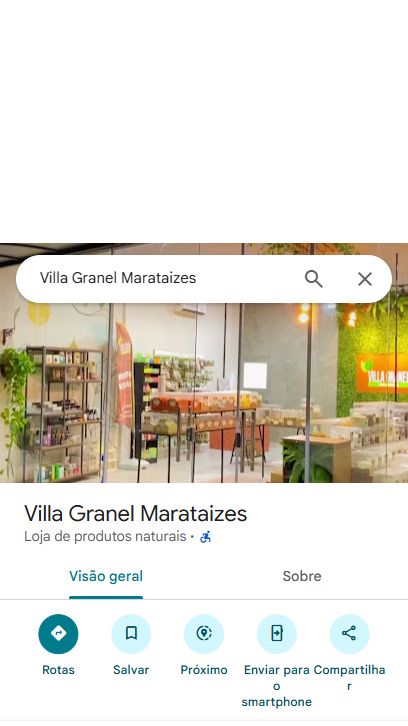 Villa Granel Marataizes
Villa Granel Marataizes
Loja de produtos naturais ·
Visão geral
Sobre
Rotas
Salvar
Próximo
Enviar para
o
smartphone
Compartilha
r